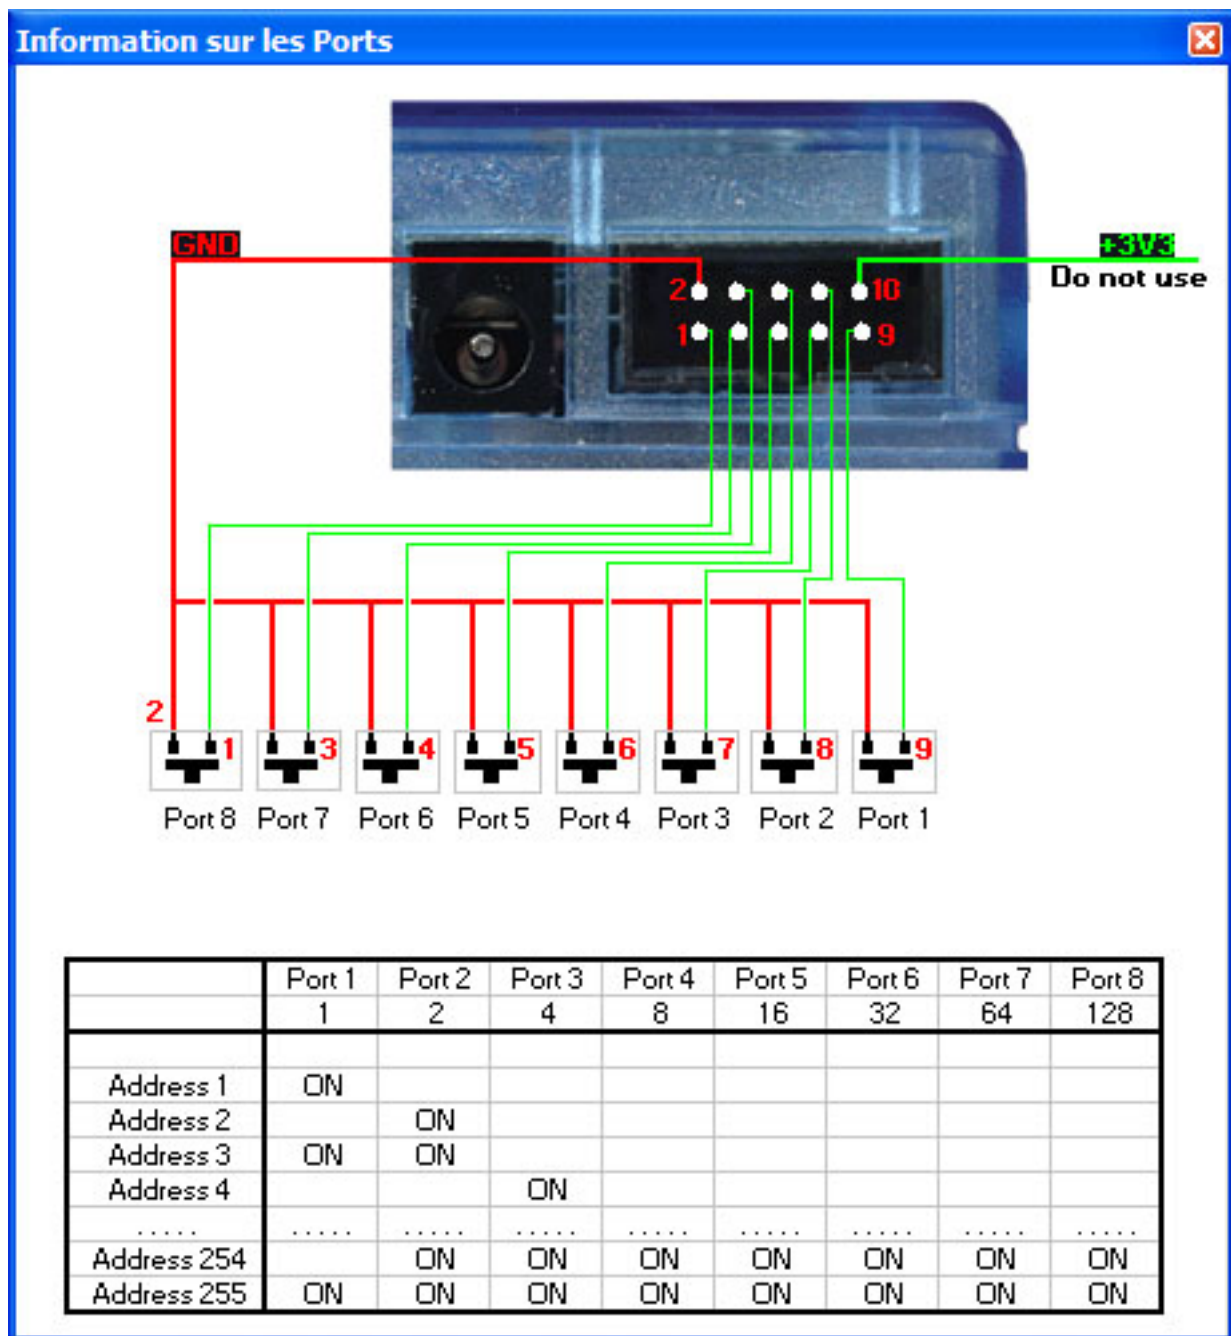 Information sur les Ports
GND
+3V3
Do not use
2 10
1 9
2
1 3 4 5 6 7 8 9
Port 8 Port 7 Port 6 Port 5 Port 4 Port 3 Port 2 Port 1
Port 1 Port 2 Port 3 Port 4 Port 5 Port 6 Port 7 Port 8
1 2 4 8 16 32 64 128
Address 1 ON
Address 2 ON
Address 3 ON ON
Address 4 ON
. . . . . . . . . . . . . . . . . . . . . . . . . . . . . . . . . . . . . . . . . . . . .
Address 254 ON ON ON ON ON ON ON
Address 255 ON ON ON ON ON ON ON ON